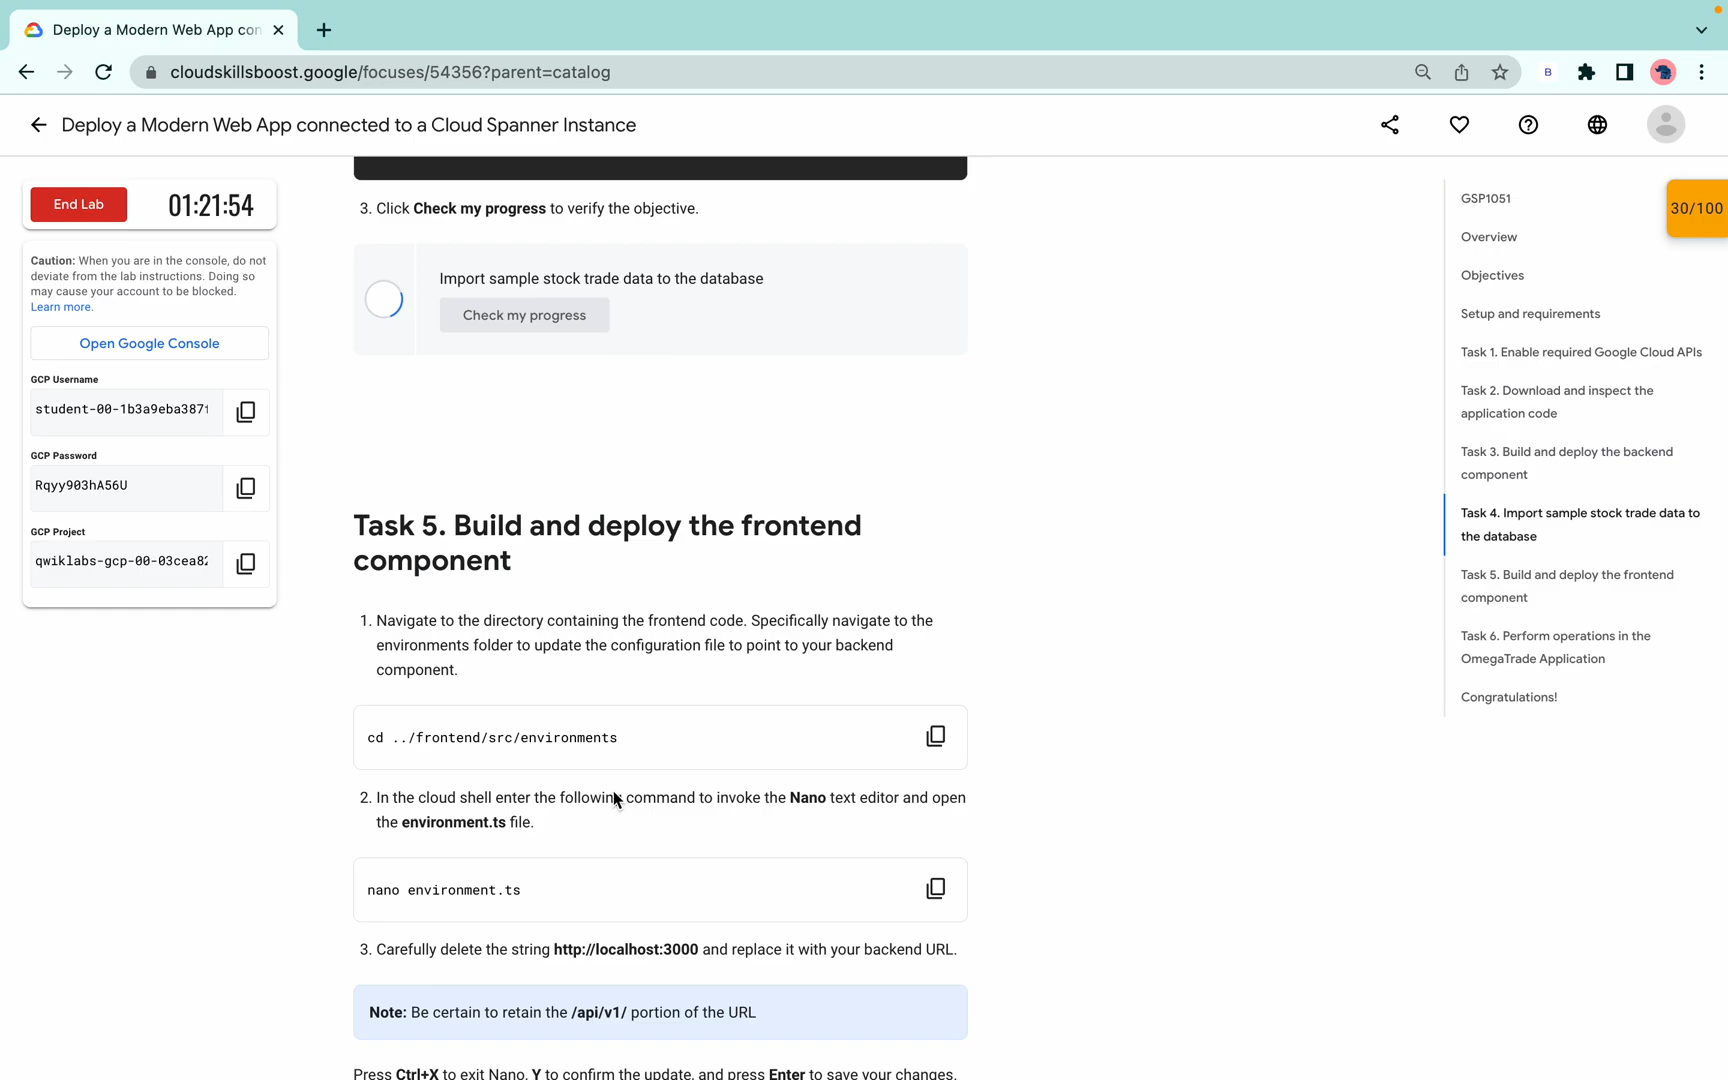 Deploy a Modern Web App con
cloudskillsboost.google/focuses/54356?parent=catalog
B
Deploy a Modern Web App connected to a Cloud Spanner Instance
End Lab
01:21:54
Caution: When you are in the console, do not
deviate from the lab instructions. Doing so
may cause your account to be blocked.
Learn more.
Open Google Console
GCP Username
student-00-1b3a9eba387f
GCP Password
Rqyy903hA56U
GCP Project
qwiklabs-gcp-00-03cea82
3. Click Check my progress to verify the objective.
Import sample stock trade data to the database
Check my progress
Task 5. Build and deploy the frontend
component
1. Navigate to the directory containing the frontend code. Specifically navigate to the
environments folder to update the configuration file to point to your backend
component.
cd ../frontend/src/environments
2. In the cloud shell enter the following command to invoke the Nano text editor and open
the environment.ts file.
nano environment.ts
3. Carefully delete the string http://localhost:3000 and replace it with your backend URL.
Note: Be certain to retain the /api/v1/ portion of the URL
Press Ctrl+X to exit Nano, Y to confirm the update, and press Enter to save your changes.
GSP1051
Overview
Objectives
Setup and requirements
Task 1. Enable required Google Cloud APIs
Task 2. Download and inspect the
application code
Task 3. Build and deploy the backend
component
Task 4. Import sample stock trade data to
the database
Task 5. Build and deploy the frontend
component
Task 6. Perform operations in the
OmegaTrade Application
Congratulations!
30/100